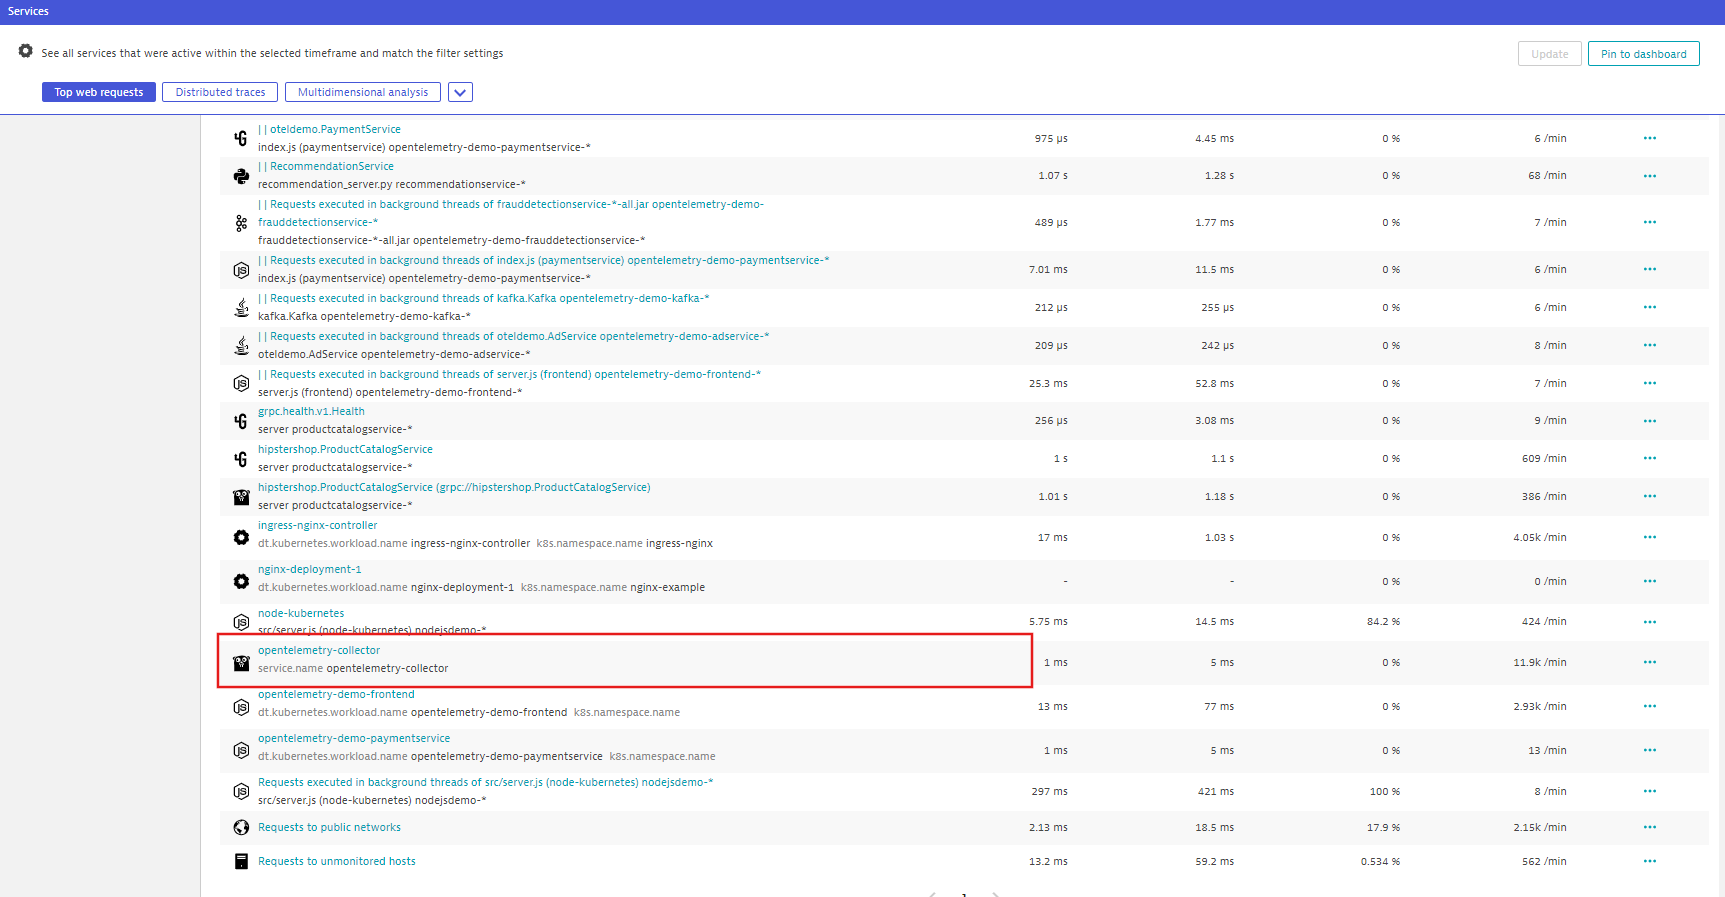 Services
See all services that were active within the selected timeframe and match the filter settings
Update
Pin to dashboard
Top web requests
Distributed traces
Multidimensional analysis
|| oteldemo.PaymentService
index.js (paymentservice) opentelemetry-demo-paymentservice-*
975 µs 4.45 ms 0 % 6 /min
|| RecommendationService
recommendation_server.py recommendationservice-*
1.07 s 1.28 s 0 % 68 /min
|| Requests executed in background threads of frauddetectionservice-*-all.jar opentelemetry-demo-
frauddetectionservice-*
frauddetectionservice-*-all.jar opentelemetry-demo-frauddetectionservice-*
489 µs 1.77 ms 0 % 7 /min
|| Requests executed in background threads of index.js (paymentservice) opentelemetry-demo-paymentservice-*
index.js (paymentservice) opentelemetry-demo-paymentservice-*
7.01 ms 11.5 ms 0 % 6 /min
|| Requests executed in background threads of kafka.Kafka opentelemetry-demo-kafka-*
kafka.Kafka opentelemetry-demo-kafka-*
212 µs 255 µs 0 % 6 /min
|| Requests executed in background threads of oteldemo.AdService opentelemetry-demo-adservice-*
oteldemo.AdService opentelemetry-demo-adservice-*
209 µs 242 µs 0 % 8 /min
|| Requests executed in background threads of server.js (frontend) opentelemetry-demo-frontend-*
server.js (frontend) opentelemetry-demo-frontend-*
25.3 ms 52.8 ms 0 % 7 /min
grpc.health.v1.Health
server productcatalogservice-*
256 µs 3.08 ms 0 % 9 /min
hipstershop.ProductCatalogService
server productcatalogservice-*
1 s 1.1 s 0 % 609 /min
hipstershop.ProductCatalogService (grpc://hipstershop.ProductCatalogService)
server productcatalogservice-*
1.01 s 1.18 s 0 % 386 /min
ingress-nginx-controller
dt.kubernetes.workload.name ingress-nginx-controller k8s.namespace.name ingress-nginx
17 ms 1.03 s 0 % 4.05k /min
nginx-deployment-1
dt.kubernetes.workload.name nginx-deployment-1 k8s.namespace.name nginx-example
- - 0 % 0 /min
node-kubernetes
src/server.js (node-kubernetes) nodejsdemo-*
5.75 ms 14.5 ms 84.2 % 424 /min
opentelemetry-collector
service.name opentelemetry-collector
1 ms 5 ms 0 % 11.9k /min
opentelemetry-demo-frontend
dt.kubernetes.workload.name opentelemetry-demo-frontend k8s.namespace.name
13 ms 77 ms 0 % 2.93k /min
opentelemetry-demo-paymentservice
dt.kubernetes.workload.name opentelemetry-demo-paymentservice k8s.namespace.name
1 ms 5 ms 0 % 13 /min
Requests executed in background threads of src/server.js (node-kubernetes) nodejsdemo-*
src/server.js (node-kubernetes) nodejsdemo-*
297 ms 421 ms 100 % 8 /min
Requests to public networks
2.13 ms 18.5 ms 17.9 % 2.15k /min
Requests to unmonitored hosts
13.2 ms 59.2 ms 0.534 % 562 /min